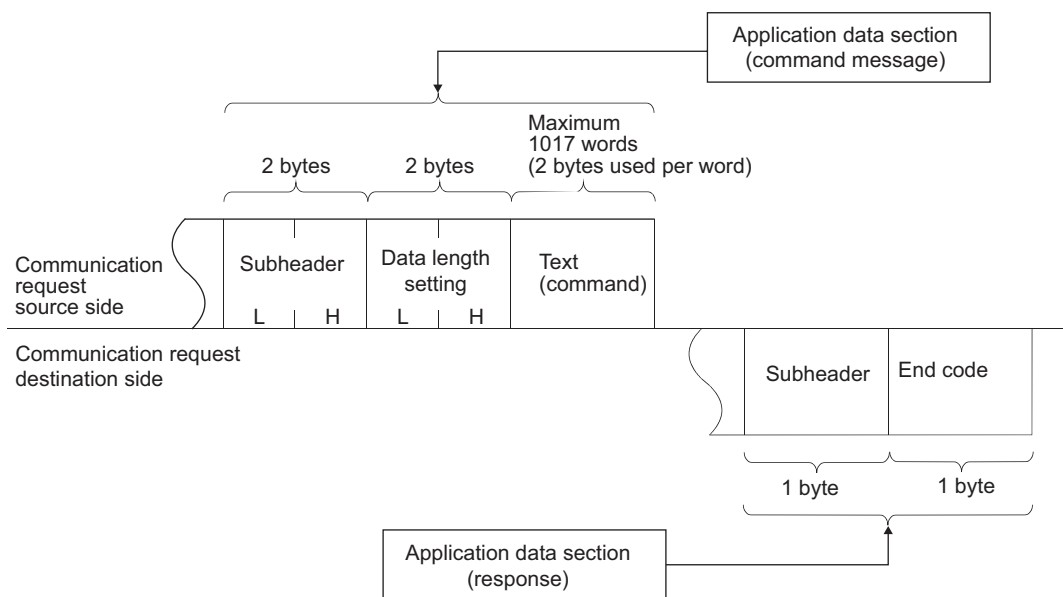 Application data section
(command message)
Maximum
1017 words
(2 bytes used per word)
2 bytes
2 bytes
Communication
request
source side
Subheader
L H
Data length
setting
L H
Text
(command)
Communication request
destination side
Subheader
End code
1 byte
1 byte
Application data section
(response)